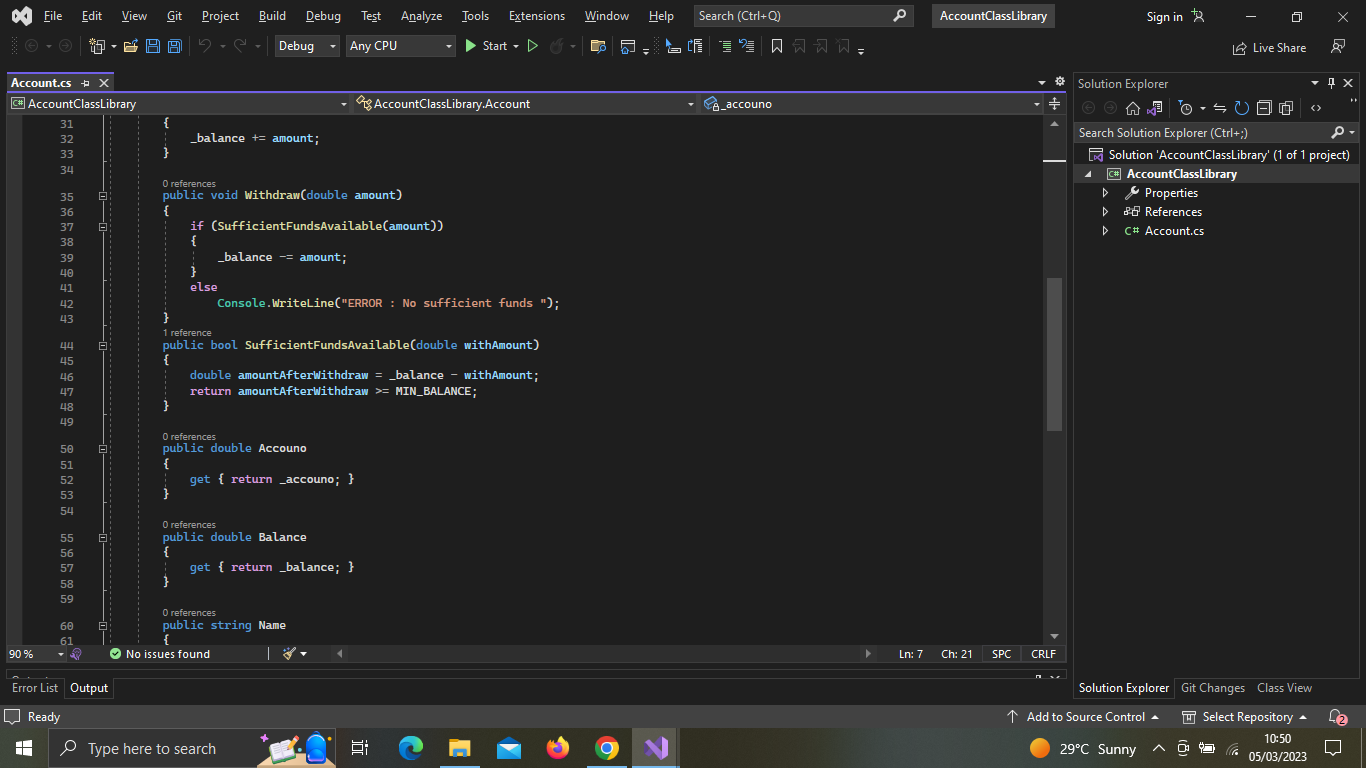 File Edit View Git Project Build Debug Test Analyze Tools Extensions Window Help Search (Ctrl+Q) AccountClassLibrary Sign in
Debug Any CPU Start Live Share
Account.cs
AccountClassLibrary AccountClassLibrary.Account _accouno
31 {
32 _balance += amount;
33 }
34
0 references
35 public void Withdraw(double amount)
36 {
37 if (SufficientFundsAvailable(amount))
38 {
39 _balance -= amount;
40 }
41 else
42 Console.WriteLine("ERROR : No sufficient funds ");
43 }
1 reference
44 public bool SufficientFundsAvailable(double withAmount)
45 {
46 double amountAfterWithdraw = _balance - withAmount;
47 return amountAfterWithdraw >= MIN_BALANCE;
48 }
49
0 references
50 public double Accouno
51 {
52 get { return _accouno; }
53 }
54
0 references
55 public double Balance
56 {
57 get { return _balance; }
58 }
59
0 references
60 public string Name
61 {
90 % No issues found Ln: 7 Ch: 21 SPC CRLF
Error List Output
Solution Explorer
Search Solution Explorer (Ctrl+;)
Solution 'AccountClassLibrary' (1 of 1 project)
C# AccountClassLibrary
Properties
References
C# Account.cs
Solution Explorer Git Changes Class View
Ready Add to Source Control Select Repository 2
Type here to search 29°C Sunny 10:50
05/03/2023